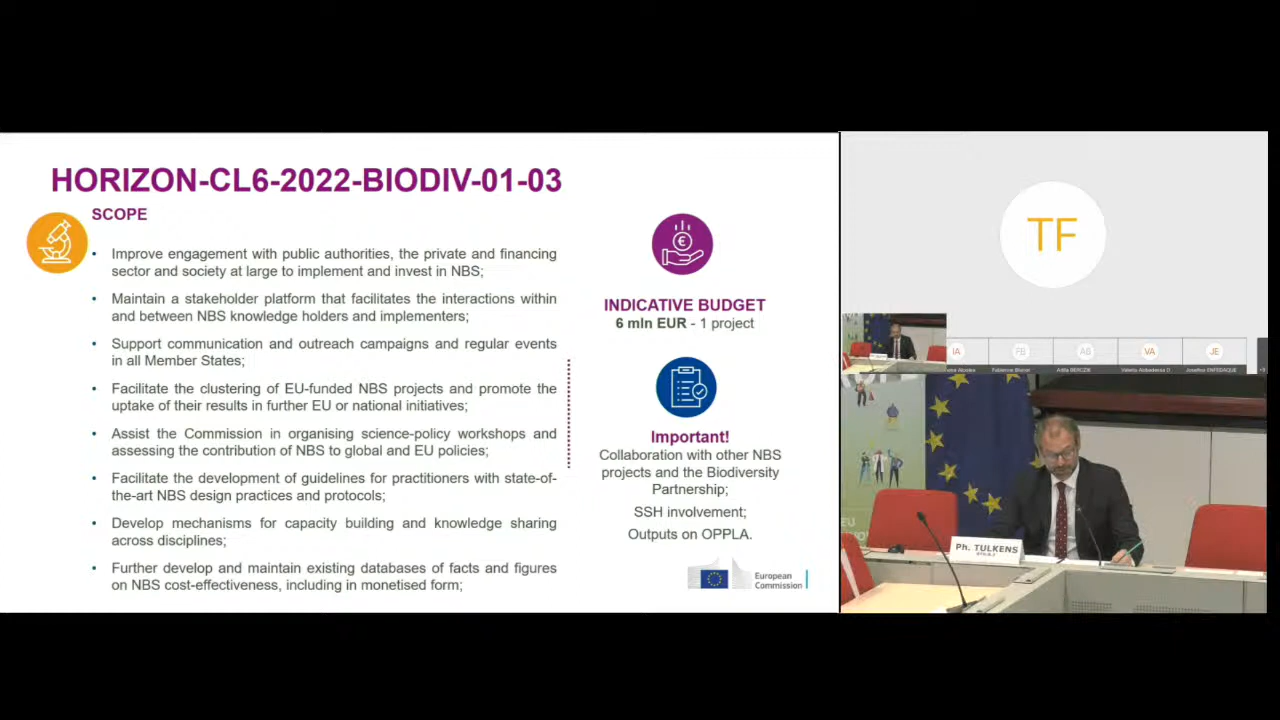 HORIZON-CL6-2022-BIODIV-01-03
SCOPE
• Improve engagement with public authorities, the private and financing
sector and society at large to implement and invest in NBS;
• Maintain a stakeholder platform that facilitates the interactions within
and between NBS knowledge holders and implementers;
• Support communication and outreach campaigns and regular events
in all Member States;
• Facilitate the clustering of EU-funded NBS projects and promote the
uptake of their results in further EU or national initiatives;
• Assist the Commission in organising science-policy workshops and
assessing the contribution of NBS to global and EU policies;
• Facilitate the development of guidelines for practitioners with state-of-
the-art NBS design practices and protocols;
• Develop mechanisms for capacity building and knowledge sharing
across disciplines;
• Further develop and maintain existing databases of facts and figures
on NBS cost-effectiveness, including in monetised form;
INDICATIVE BUDGET
6 mln EUR - 1 project
Important!
Collaboration with other NBS
projects and the Biodiversity
Partnership;
SSH involvement;
Outputs on OPPLA.
European
Commission
TF
IA
FB
AB
VA
JE
Ph. TULKENS
EU